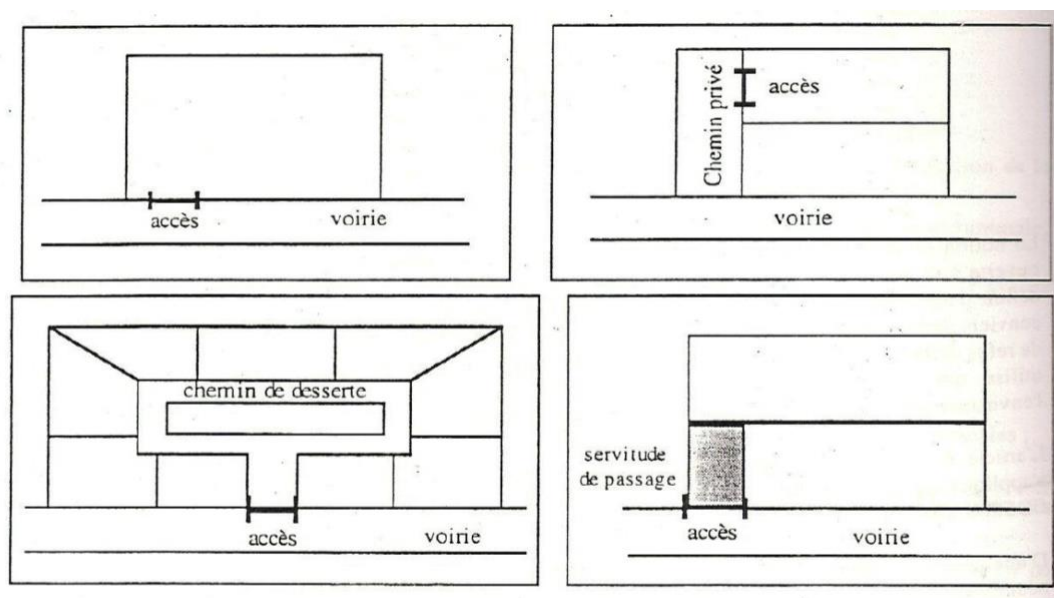 accès
voirie
Chemin privé
accès
voirie
chemin de desserte
accès
voirie
servitude
de passage
accès
voirie